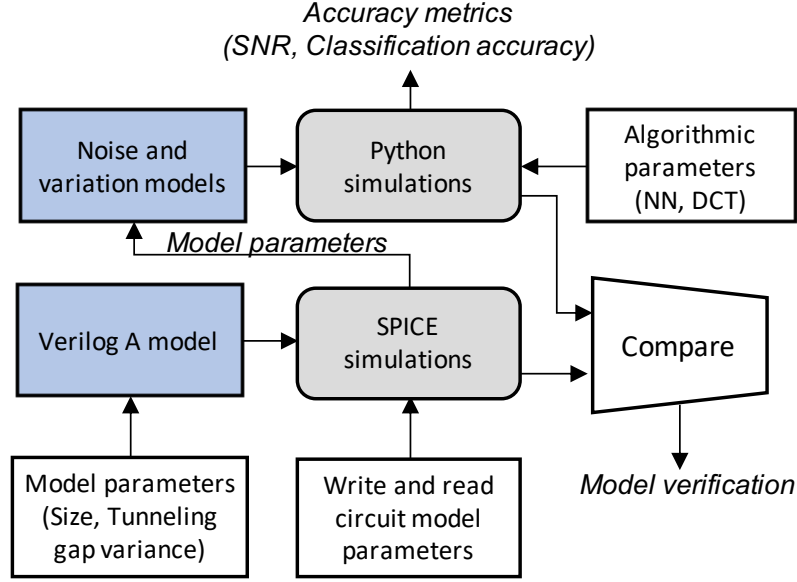 Accuracy metrics
(SNR, Classification accuracy)
Noise and
variation models
Python
simulations
Algorithmic
parameters
(NN, DCT)
Model parameters
Verilog A model
SPICE
simulations
Compare
Model parameters
(Size, Tunneling
gap variance)
Write and read
circuit model
parameters
Model verification